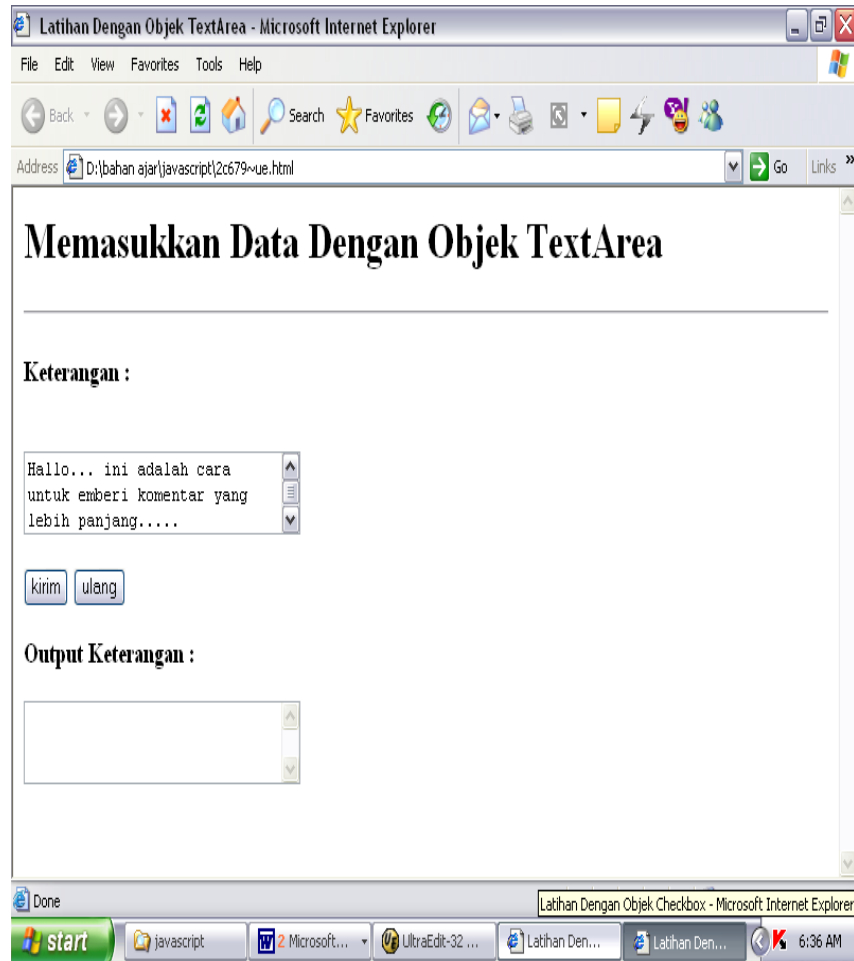 Latihan Dengan Objek TextArea - Microsoft Internet Explorer
File Edit View Favorites Tools Help
Back Search Favorites
Address D:\bahan ajar\javascript\2c679~ue.html Go Links »
Memasukkan Data Dengan Objek TextArea
Keterangan :
Hallo... ini adalah cara
untuk emberi komentar yang
lebih panjang.....
kirim ulang
Output Keterangan :
Done
Latihan Dengan Objek Checkbox - Microsoft Internet Explorer
start javascript 2 Microsoft... UltraEdit-32 ... Latihan Den... Latihan Den... 6:36 AM